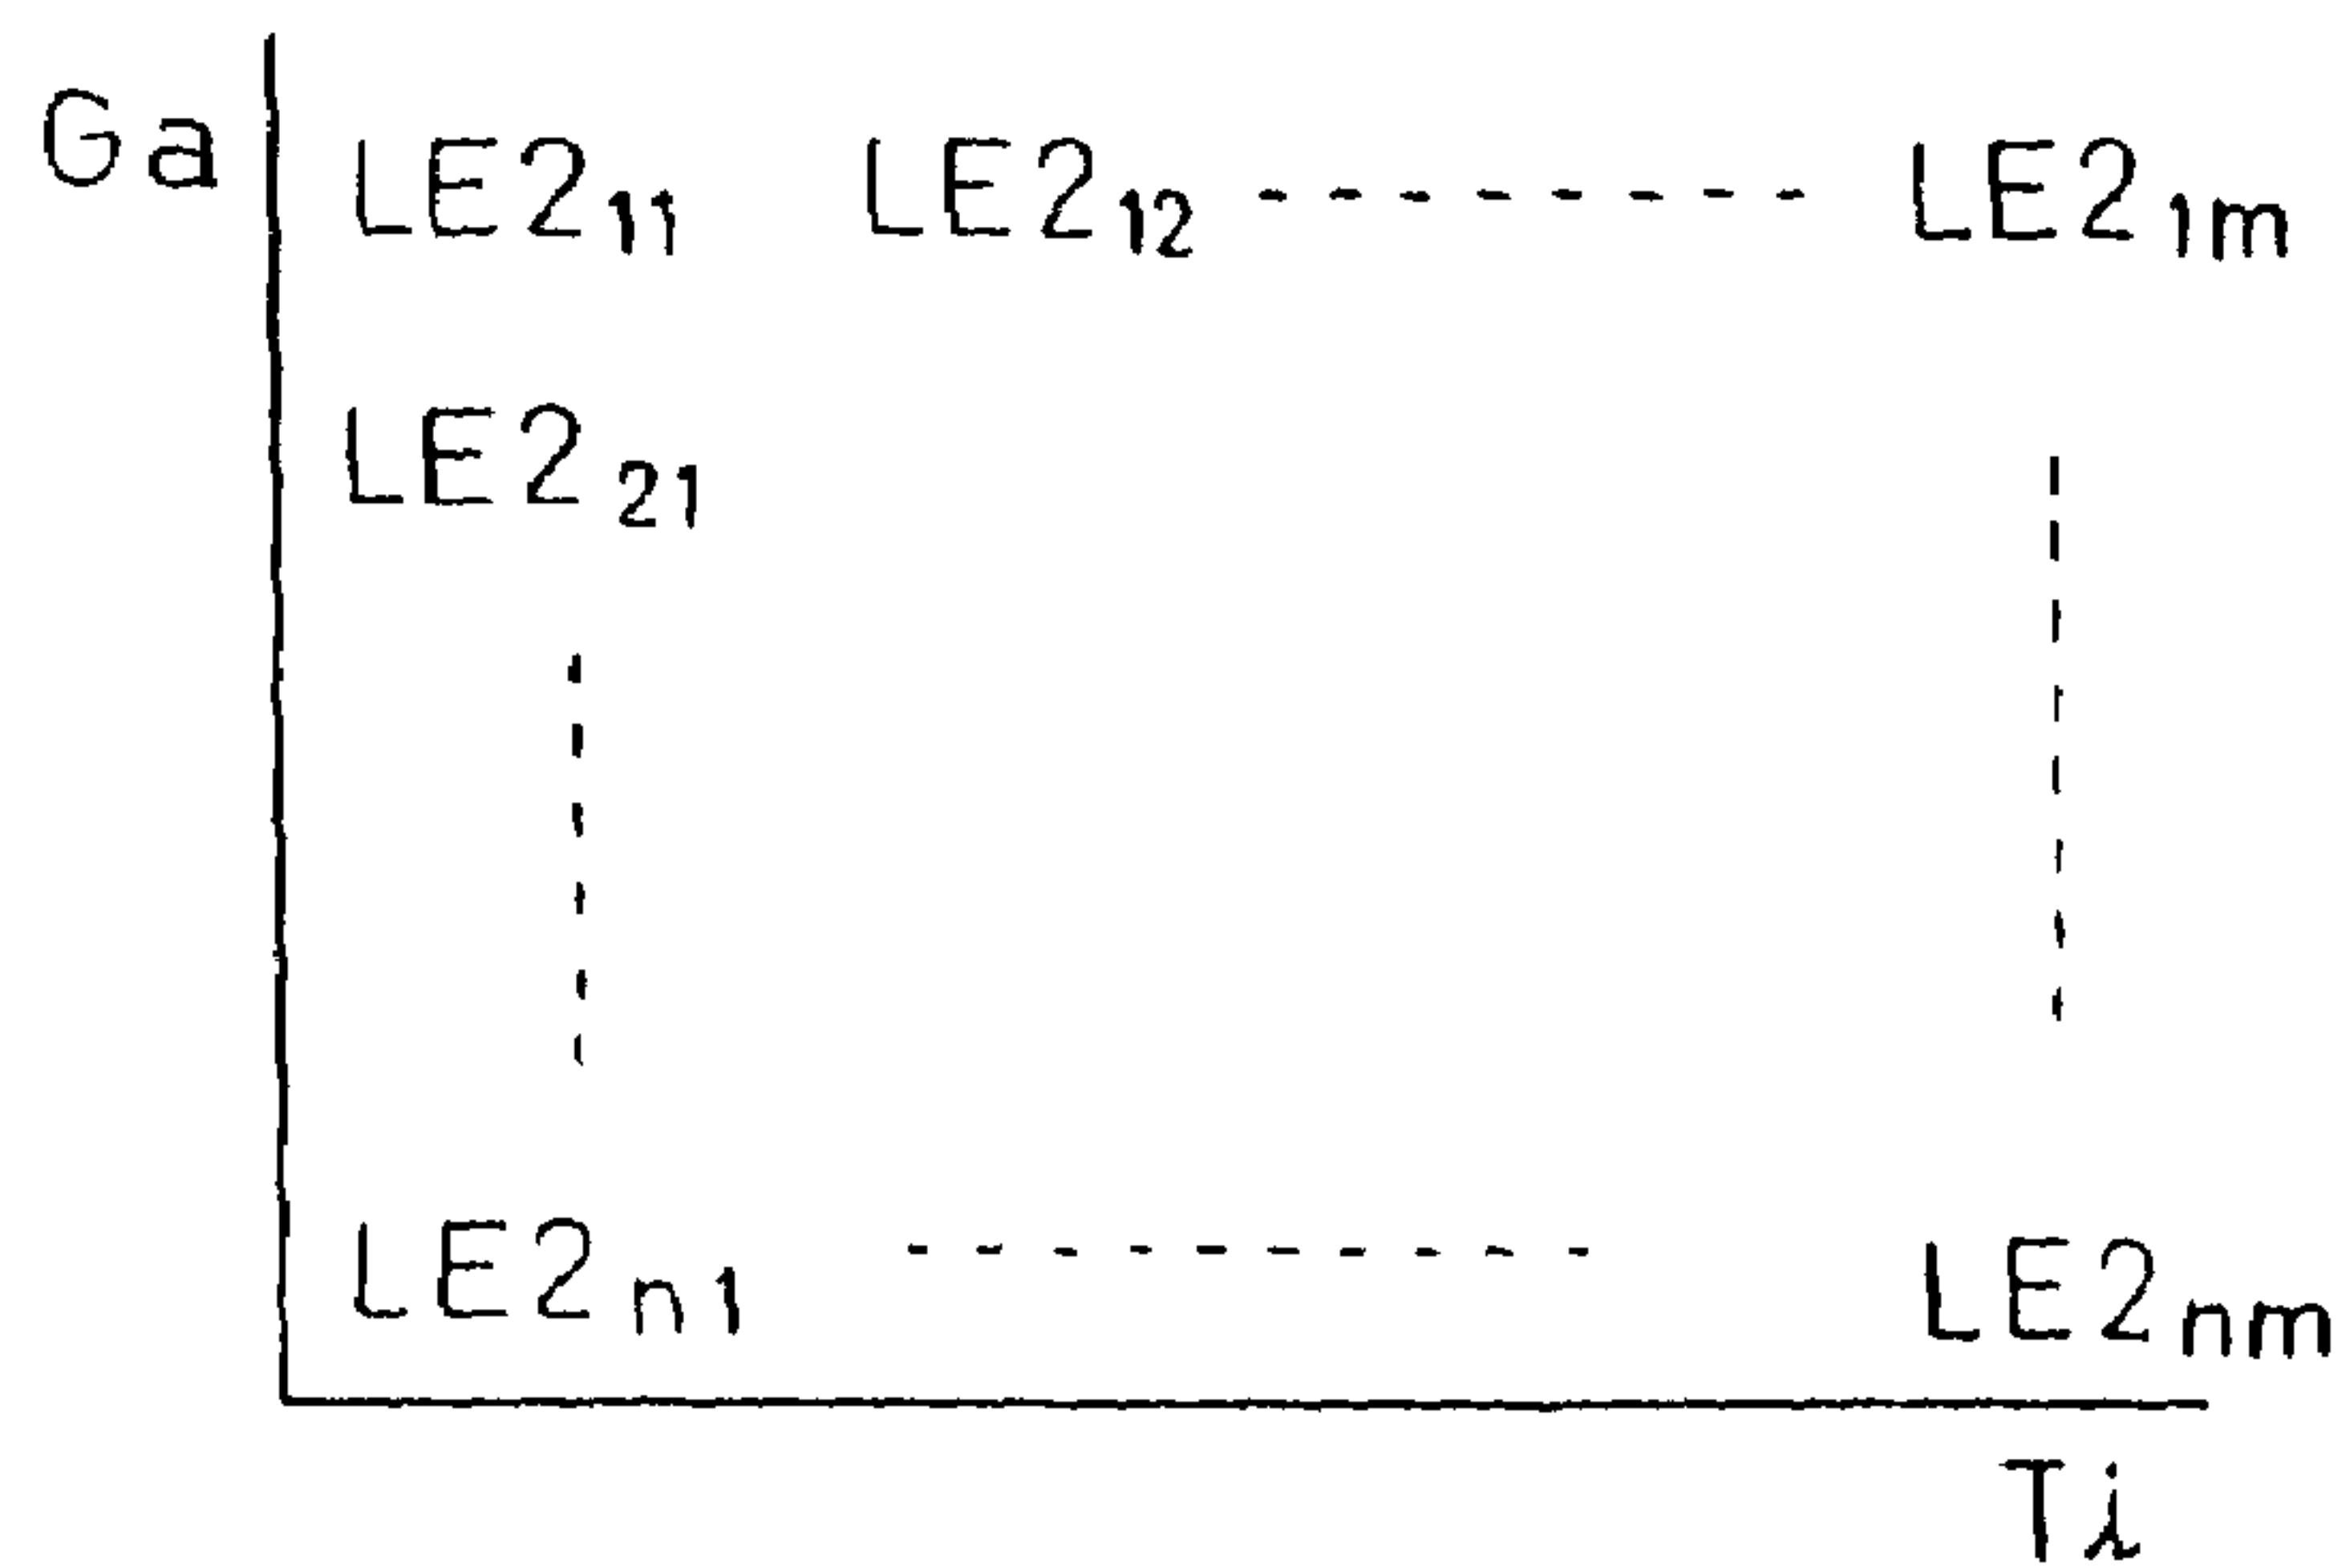 Ga
LE2₁₁ LE2₁₂ -------- LE2₁ₘ
LE2₂₁
LE2ₙ₁ ---------- LE2ₙₘ
Ti